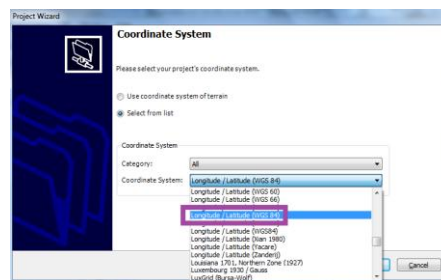 Project Wizard
Coordinate System
Please select your project's coordinate system.
Use coordinate system of terrain
Select from list
Coordinate System
Category:
All
Coordinate System:
Longitude / Latitude (WGS 84)
Longitude / Latitude (WGS 60)
Longitude / Latitude (WGS 66)
Longitude / Latitude (WGS 84)
Longitude / Latitude (WGS84)
Longitude / Latitude (Xian 1980)
Longitude / Latitude (Yacare)
Longitude / Latitude (Zanderij)
Louisiana 1701, Northern Zone (1927)
Luxembourg 1930 / Gauss
LuxGrid (Bursa-Wolf)
Cancel